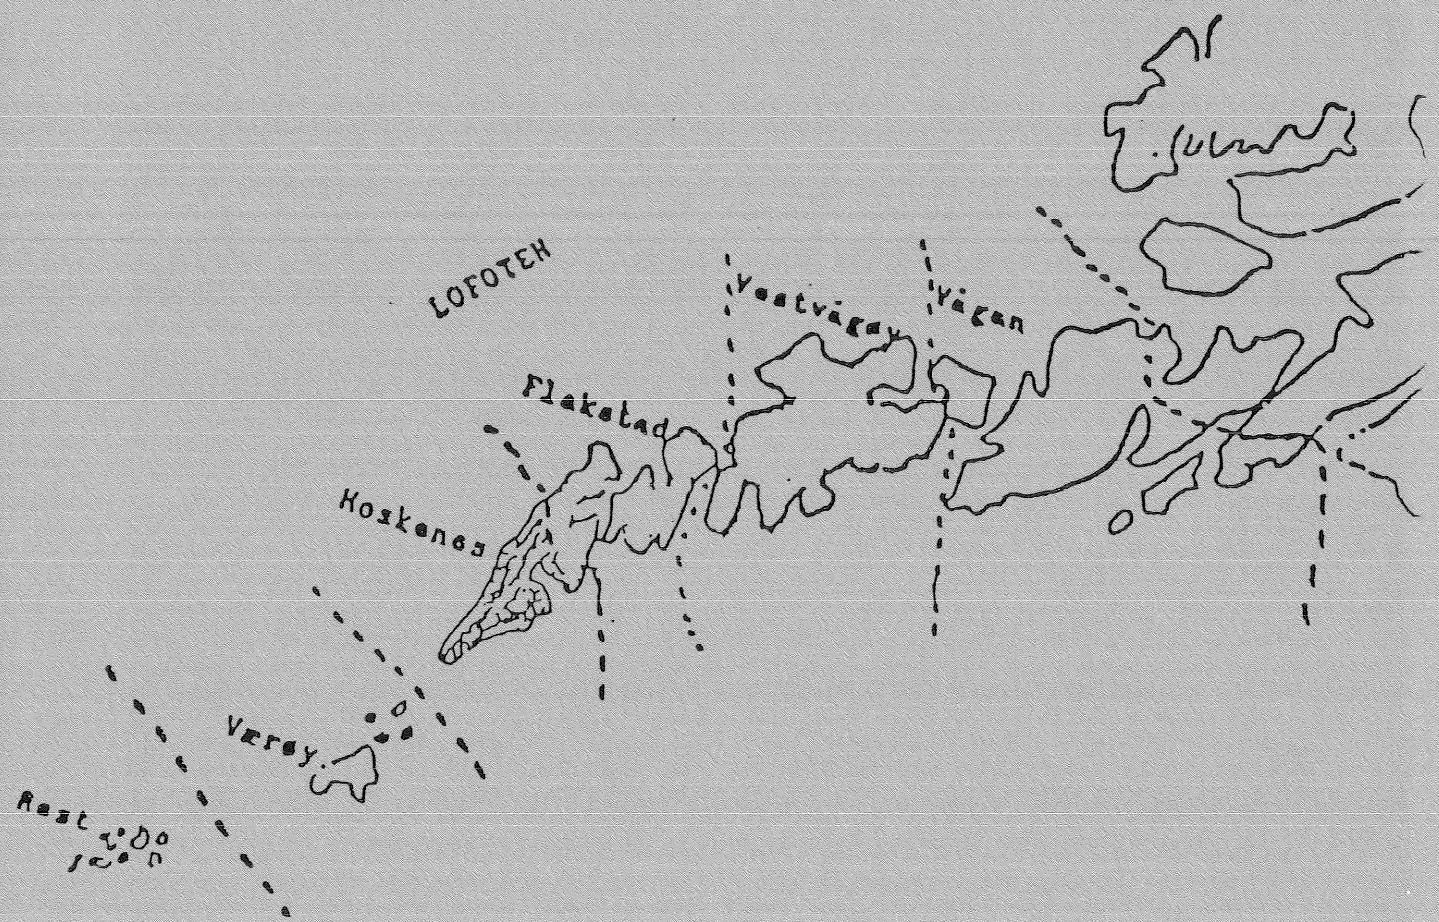 LOFOTEN
Vestvågøy
Vågan
Flakstad
Moskenes
Værøy
Røst